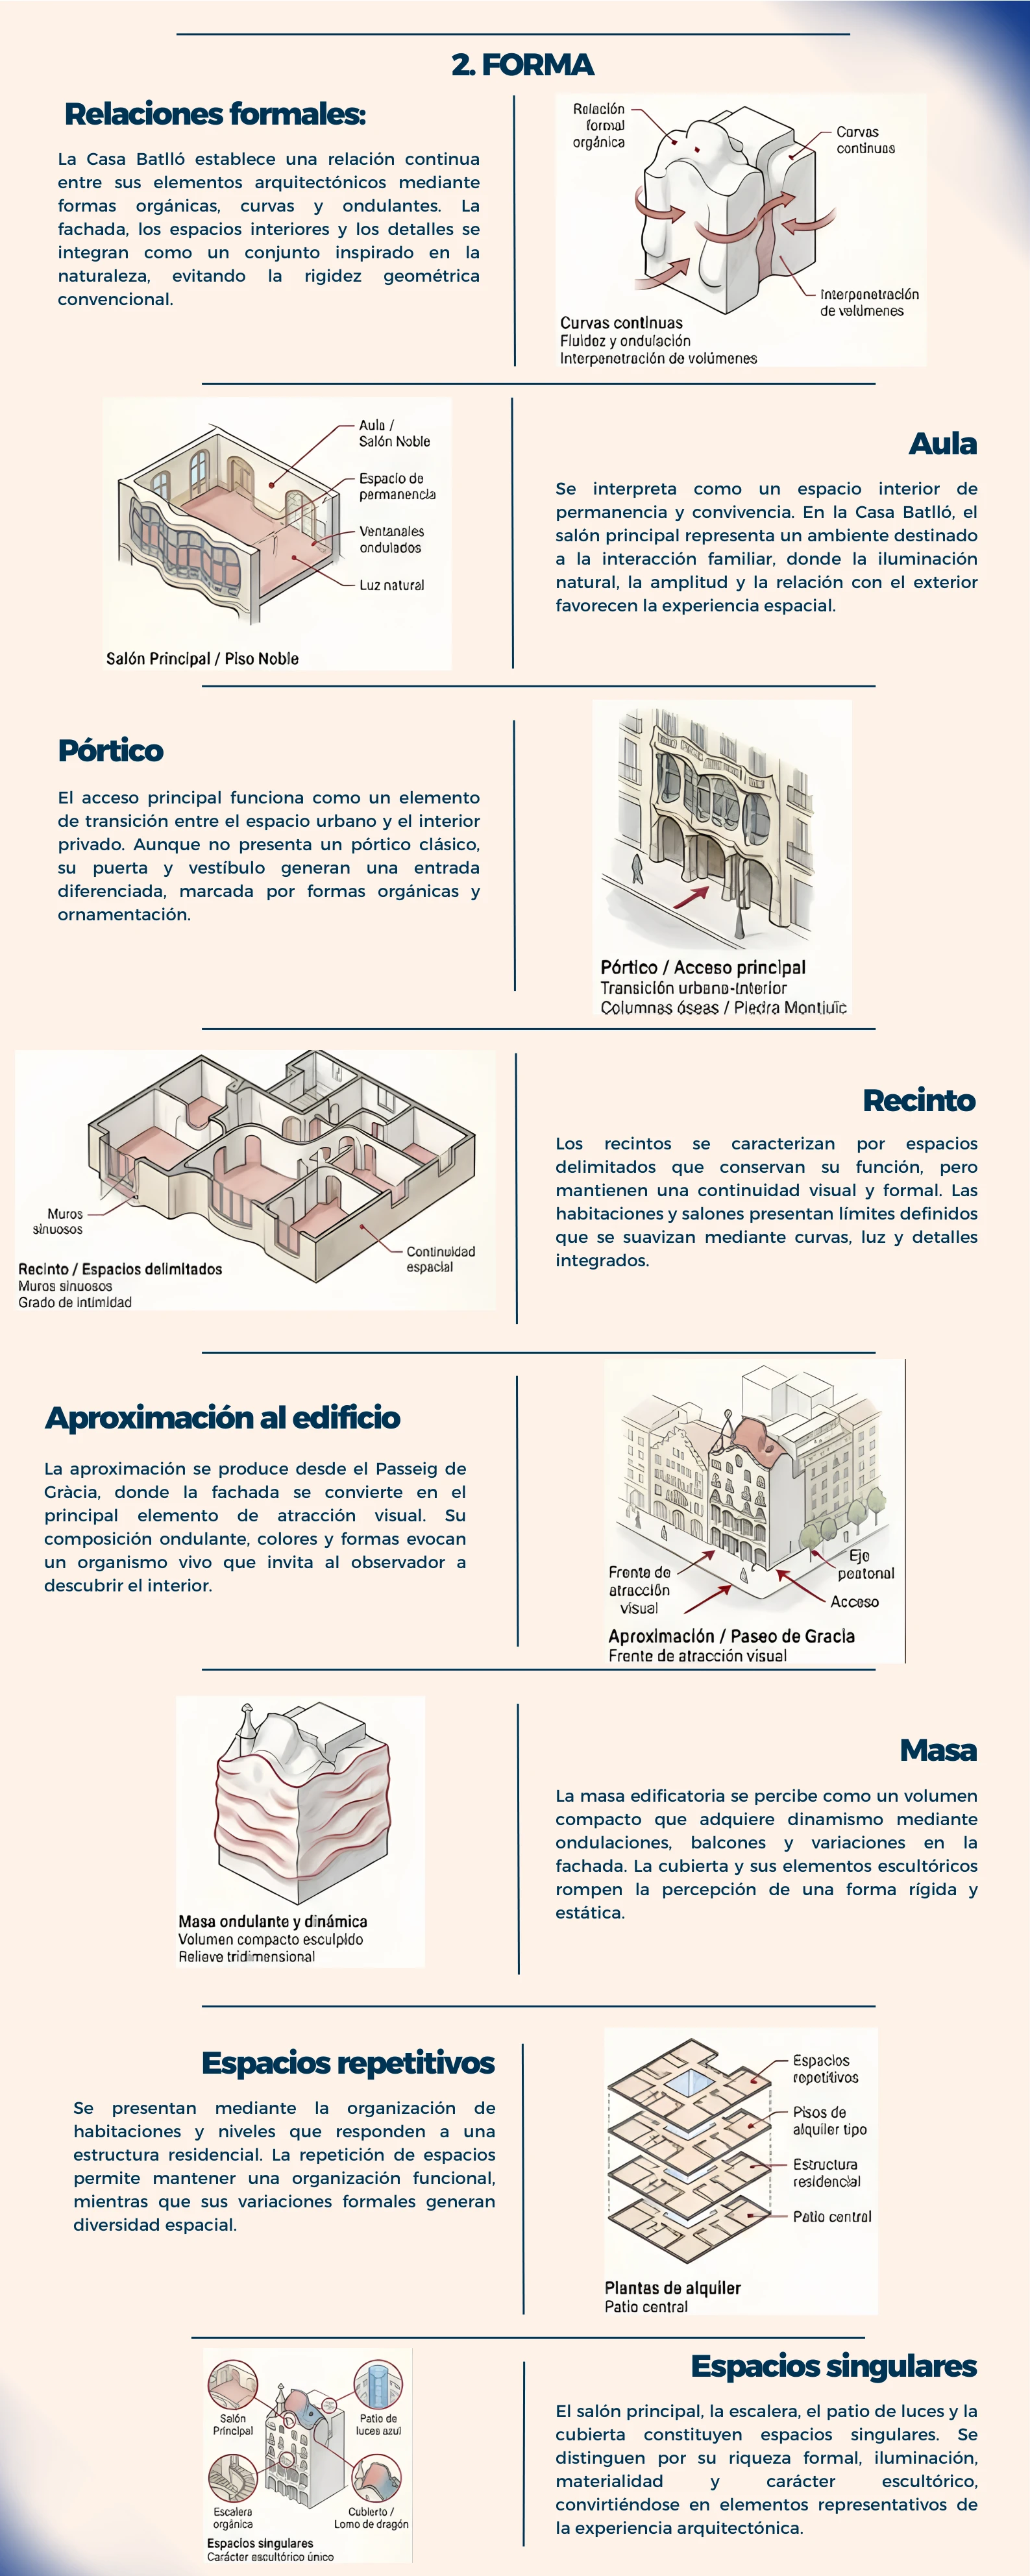 2. FORMA
Relaciones formales:
La Casa Batlló establece una relación continua
entre sus elementos arquitectónicos mediante
formas orgánicas, curvas y ondulantes. La
fachada, los espacios interiores y los detalles se
integran como un conjunto inspirado en la
naturaleza, evitando la rigidez geométrica
convencional.
Relación
formal
orgánica
Curvas
continuas
Interpenetración
de volúmenes
Curvas continuas
Fluidez y ondulación
Interpenetración de volúmenes
Aula /
Salón Noble
Espacio de
permanencia
Ventanales
ondulados
Luz natural
Salón Principal / Piso Noble
Aula
Se interpreta como un espacio interior de
permanencia y convivencia. En la Casa Batlló, el
salón principal representa un ambiente destinado
a la interacción familiar, donde la iluminación
natural, la amplitud y la relación con el exterior
favorecen la experiencia espacial.
Pórtico
El acceso principal funciona como un elemento
de transición entre el espacio urbano y el interior
privado. Aunque no presenta un pórtico clásico,
su puerta y vestíbulo generan una entrada
diferenciada, marcada por formas orgánicas y
ornamentación.
Pórtico / Acceso principal
Transición urbano-Interior
Columnas óseas / Piedra
Muros
sinuosos
Continuidad
espacial
Recinto / Espacios delimitados
Muros sinuosos
Grado de intimidad
Recinto
Los recintos se caracterizan por espacios
delimitados que conservan su función, pero
mantienen una continuidad visual y formal. Las
habitaciones y salones presentan límites definidos
que se suavizan mediante curvas, luz y detalles
integrados.
Aproximación al edificio
La aproximación se produce desde el Passeig de
Gràcia, donde la fachada se convierte en el
principal elemento de atracción visual. Su
composición ondulante, colores y formas evocan
un organismo vivo que invita al observador a
descubrir el interior.
Frente de
atracción
visual
Eje
peatonal
Acceso
Aproximación / Paseo de Gracia
Frente de atracción visual
Masa ondulante y dinámica
Volumen compacto esculpido
Relieve tridimensional
Masa
La masa edificatoria se percibe como un volumen
compacto que adquiere dinamismo mediante
ondulaciones, balcones y variaciones en la
fachada. La cubierta y sus elementos escultóricos
rompen la percepción de una forma rígida y
estática.
Espacios repetitivos
Se presentan mediante la organización de
habitaciones y niveles que responden a una
estructura residencial. La repetición de espacios
permite mantener una organización funcional,
mientras que sus variaciones formales generan
diversidad espacial.
Espacios
repetitivos
Pisos de
alquiler tipo
Estructura
residencial
Patio central
Plantas de alquiler
Patio central
Salón
Principal
Patio de
luces azul
Escalera
orgánica
Cubierto /
Lomo de dragón
Espacios singulares
Carácter escultórico único
Espacios singulares
El salón principal, la escalera, el patio de luces y la
cubierta constituyen espacios singulares. Se
distinguen por su riqueza formal, iluminación,
materialidad y carácter escultórico,
convirtiéndose en elementos representativos de
la experiencia arquitectónica.